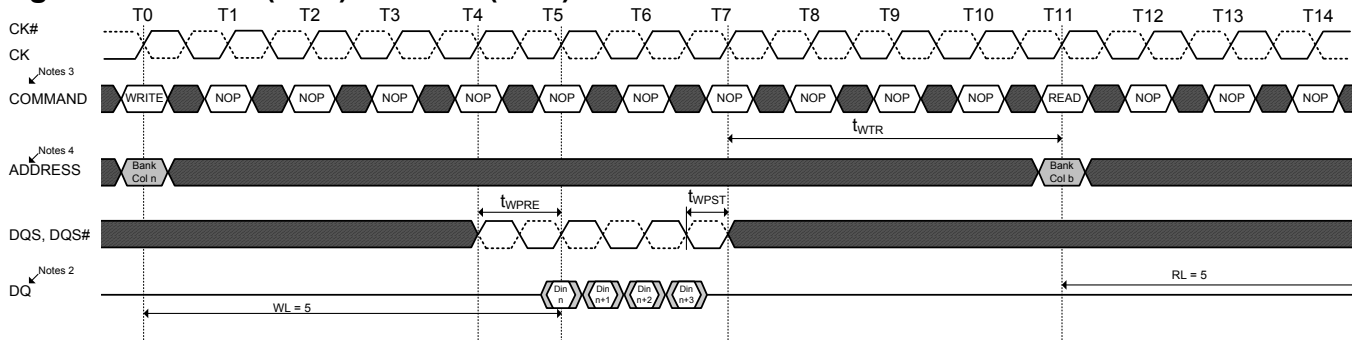 T0 T1 T2 T3 T4 T5 T6 T7 T8 T9 T10 T11 T12 T13 T14
CK#
CK
Notes 3
COMMAND WRITE NOP NOP NOP NOP NOP NOP NOP NOP NOP NOP READ NOP NOP NOP
tWTR
Notes 4
ADDRESS
Bank
Col n
Bank
Col b
tWPRE tWPST
DQS, DQS#
Notes 2
DQ
Din
n
Din
n+1
Din
n+2
Din
n+3
RL = 5
WL = 5